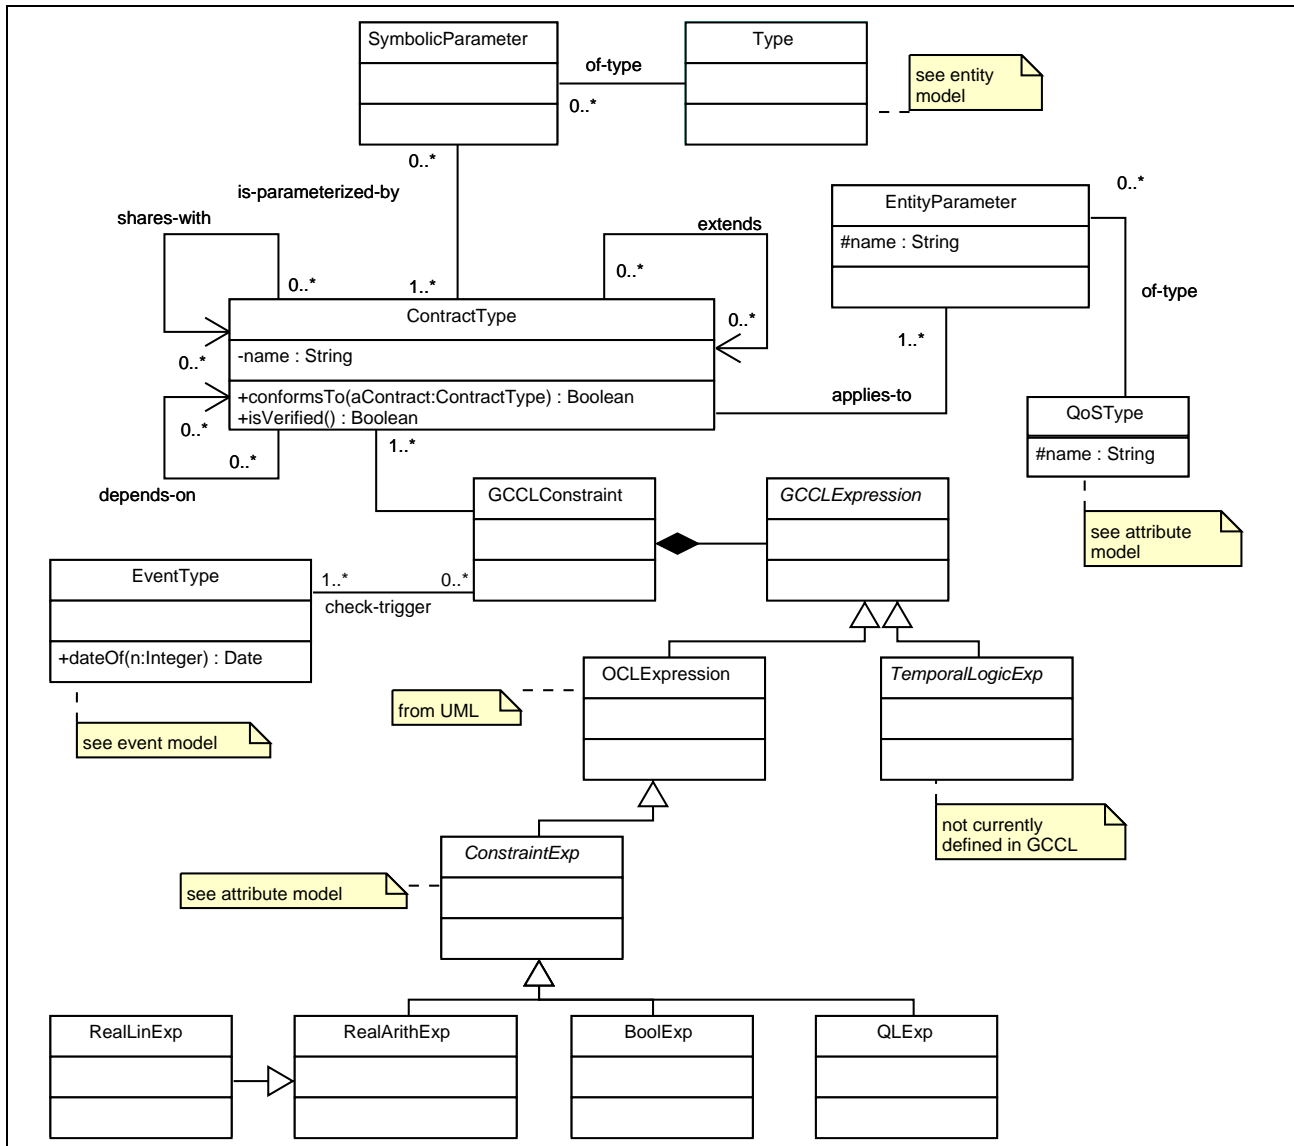 SymbolicParameter
Type
of-type
0..*
see entity
model
0..*
is-parameterized-by
shares-with
extends
0..*
EntityParameter
#name : String
0..*
1..*
0..*
ContractType
0..*
0..*
1..*
of-type
-name : String
+conformsTo(aContract:ContractType) : Boolean
+isVerified() : Boolean
applies-to
0..*
0..*
1..*
depends-on
QoSType
#name : String
see attribute
model
GCCLConstraint
GCCLExpression
EventType
+dateOf(n:Integer) : Date
1..*
0..*
check-trigger
see event model
from UML
OCLExpression
TemporalLogicExp
not currently
defined in GCCL
see attribute model
ConstraintExp
RealLinExp
RealArithExp
BoolExp
QLExp